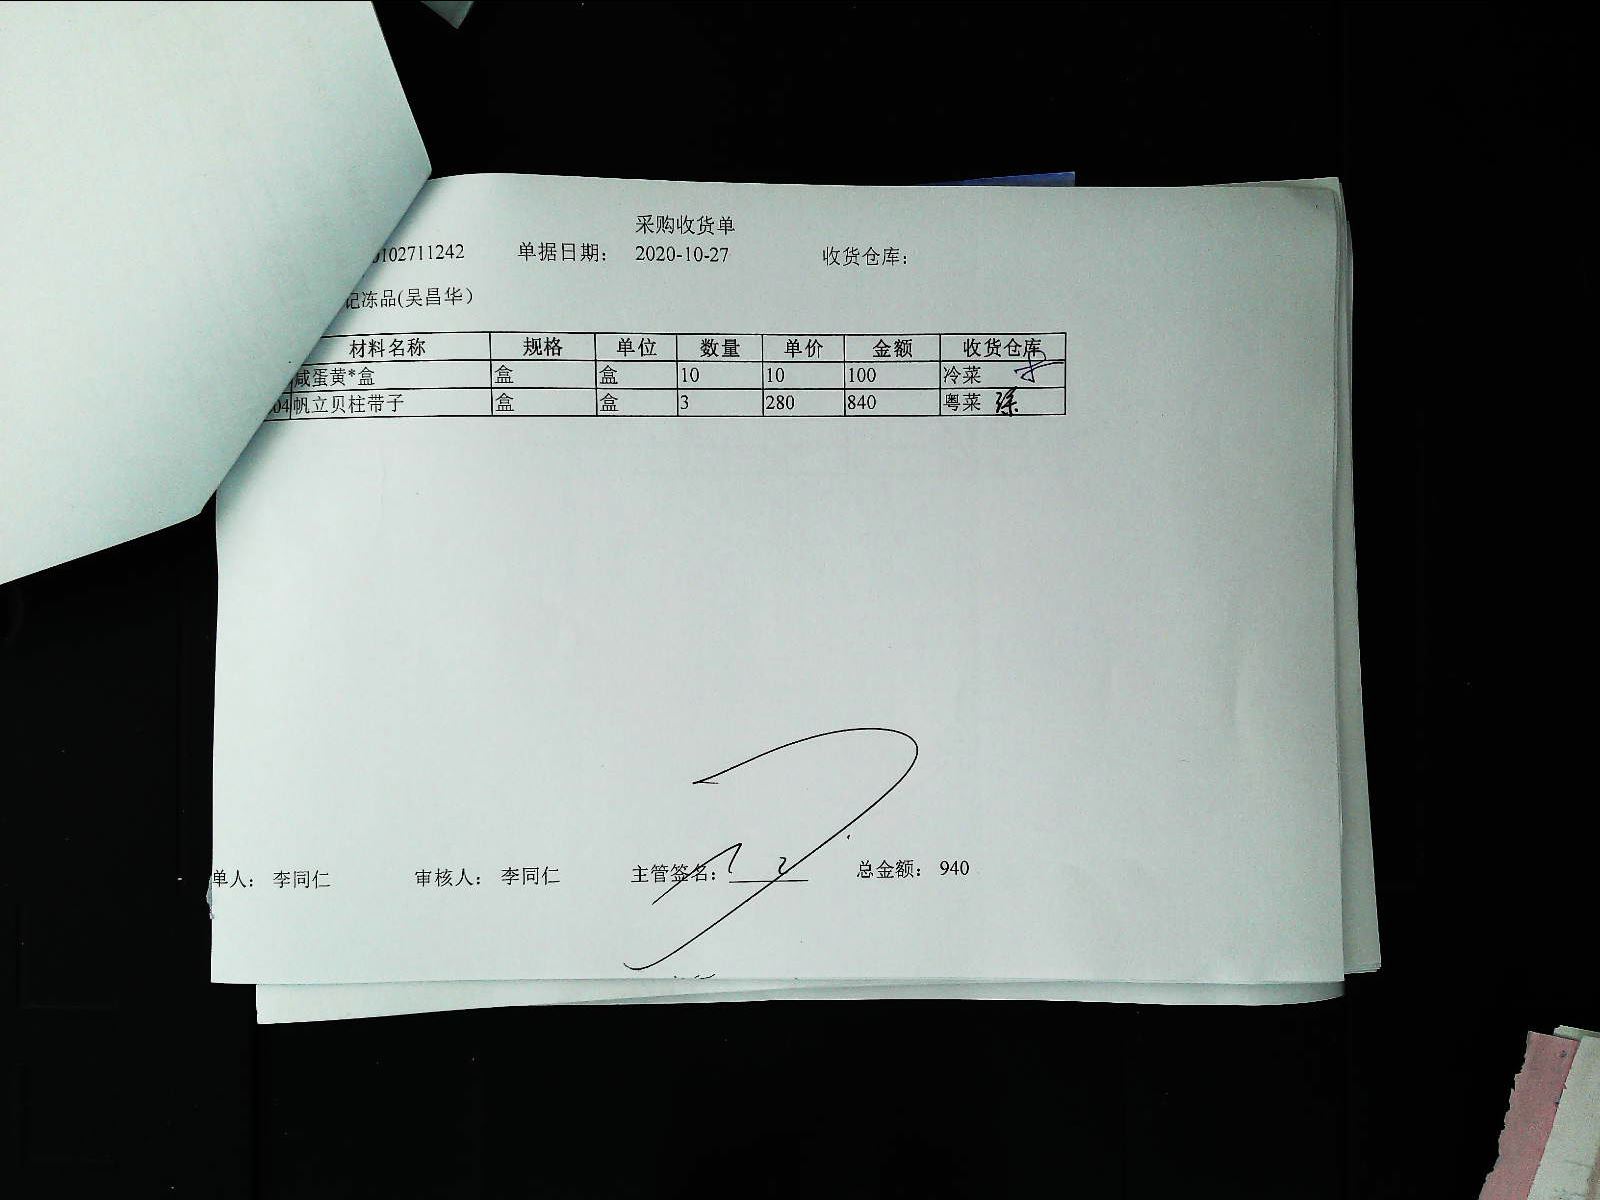 采购收货单
0102711242 单据日期： 2020-10-27 收货仓库：
记冻品(吴昌华）
材料名称 规格 单位 数量 单价 金额 收货仓库
咸蛋黄*盒 盒 盒 10 10 100 冷菜
04 帆立贝柱带子 盒 盒 3 280 840 粤菜
单人： 李同仁 审核人： 李同仁 主管签名： 总金额： 940